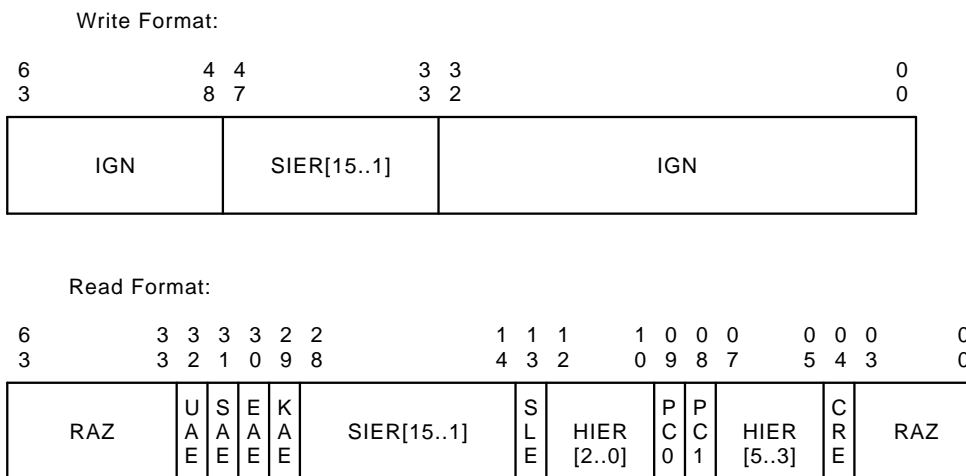 Write Format:
6 4 4 3 3 0
3 8 7 3 2 0
IGN SIER[15..1] IGN
Read Format:
6 3 3 3 3 2 2 1 1 1 1 0 0 0 0 0 0 0
3 3 2 1 0 9 8 4 3 2 0 9 8 7 5 4 3 0
U S E K S P P C
RAZ A A A A SIER[15..1] L HIER C C HIER R RAZ
E E E E E [2..0] 0 1 [5..3] E